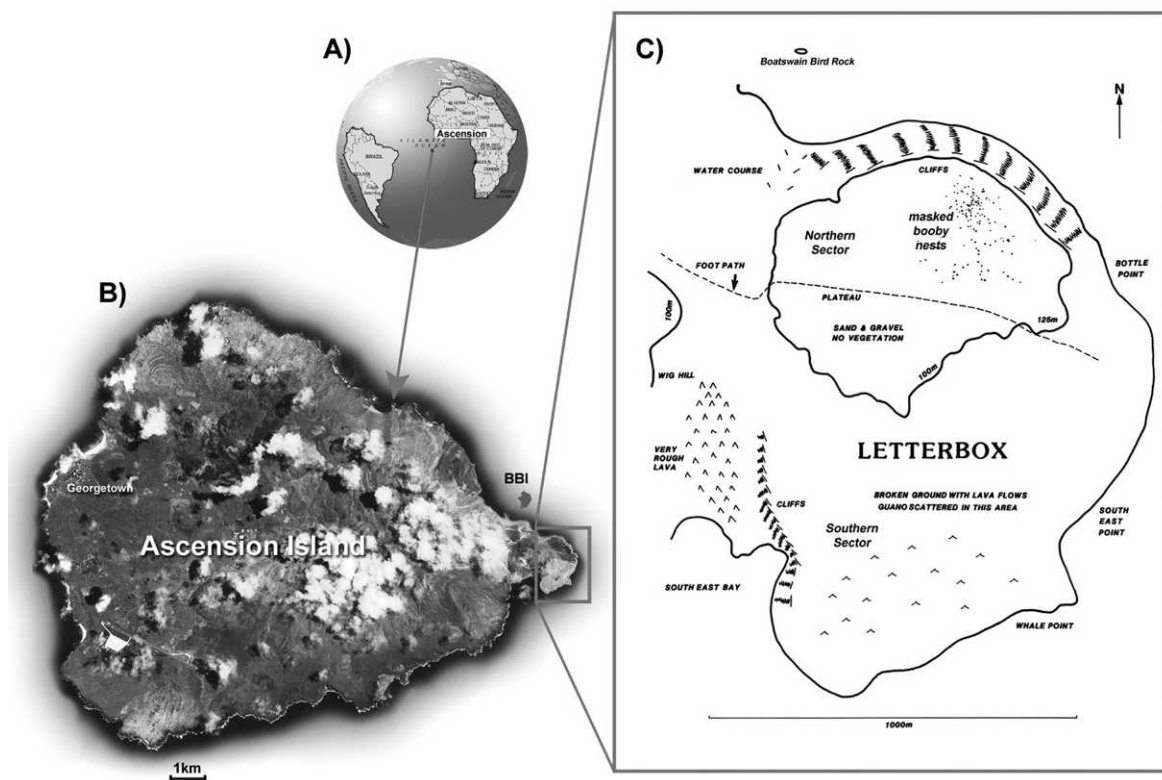 A)
LIBYA
ATLANTIC
OCEAN
Ascension
BRAZIL
B)
Georgetown
Ascension Island
BBI
1km
C)
Boatswain Bird Rock
N
WATER COURSE
CLIFFS
Northern
Sector
masked
booby
nests
FOOT PATH
BOTTLE
POINT
100m
PLATEAU
125m
SAND & GRAVEL
NO VEGETATION
100m
WIG HILL
VERY
ROUGH
LAVA
LETTERBOX
CLIFFS
BROKEN GROUND WITH LAVA FLOWS
GUANO SCATTERED IN THIS AREA
SOUTH
EAST
POINT
Southern
Sector
SOUTH EAST BAY
WHALE POINT
1000m